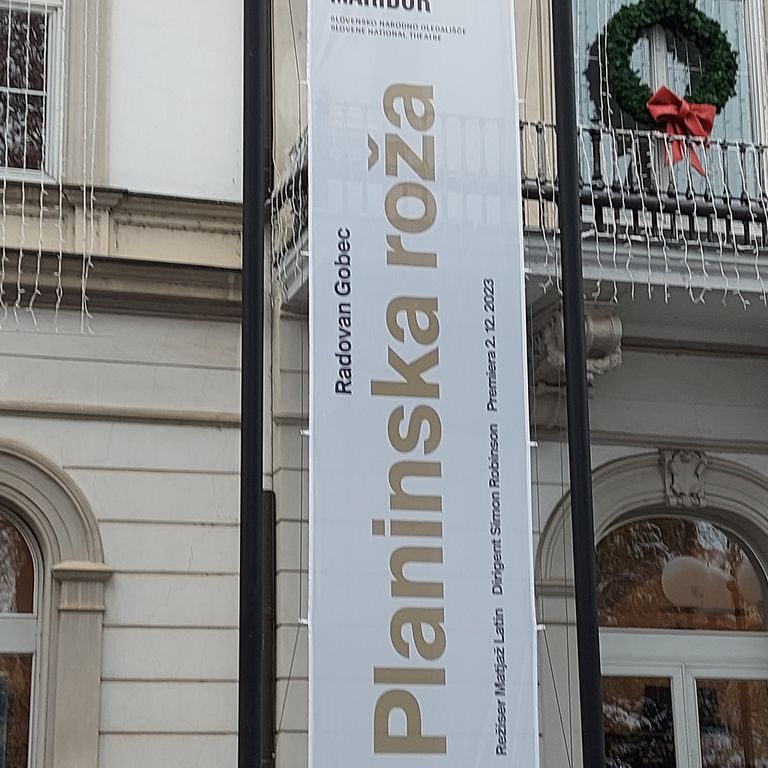 MARIBOR
SLOVENSKO NARODNO GLEDALIŠČE
SLOVENE NATIONAL THEATRE
Radovan Gobec
Planinska roža
Režiser Matjaž Latin Dirigent Simon Robinson Premiera 2. 12. 2023